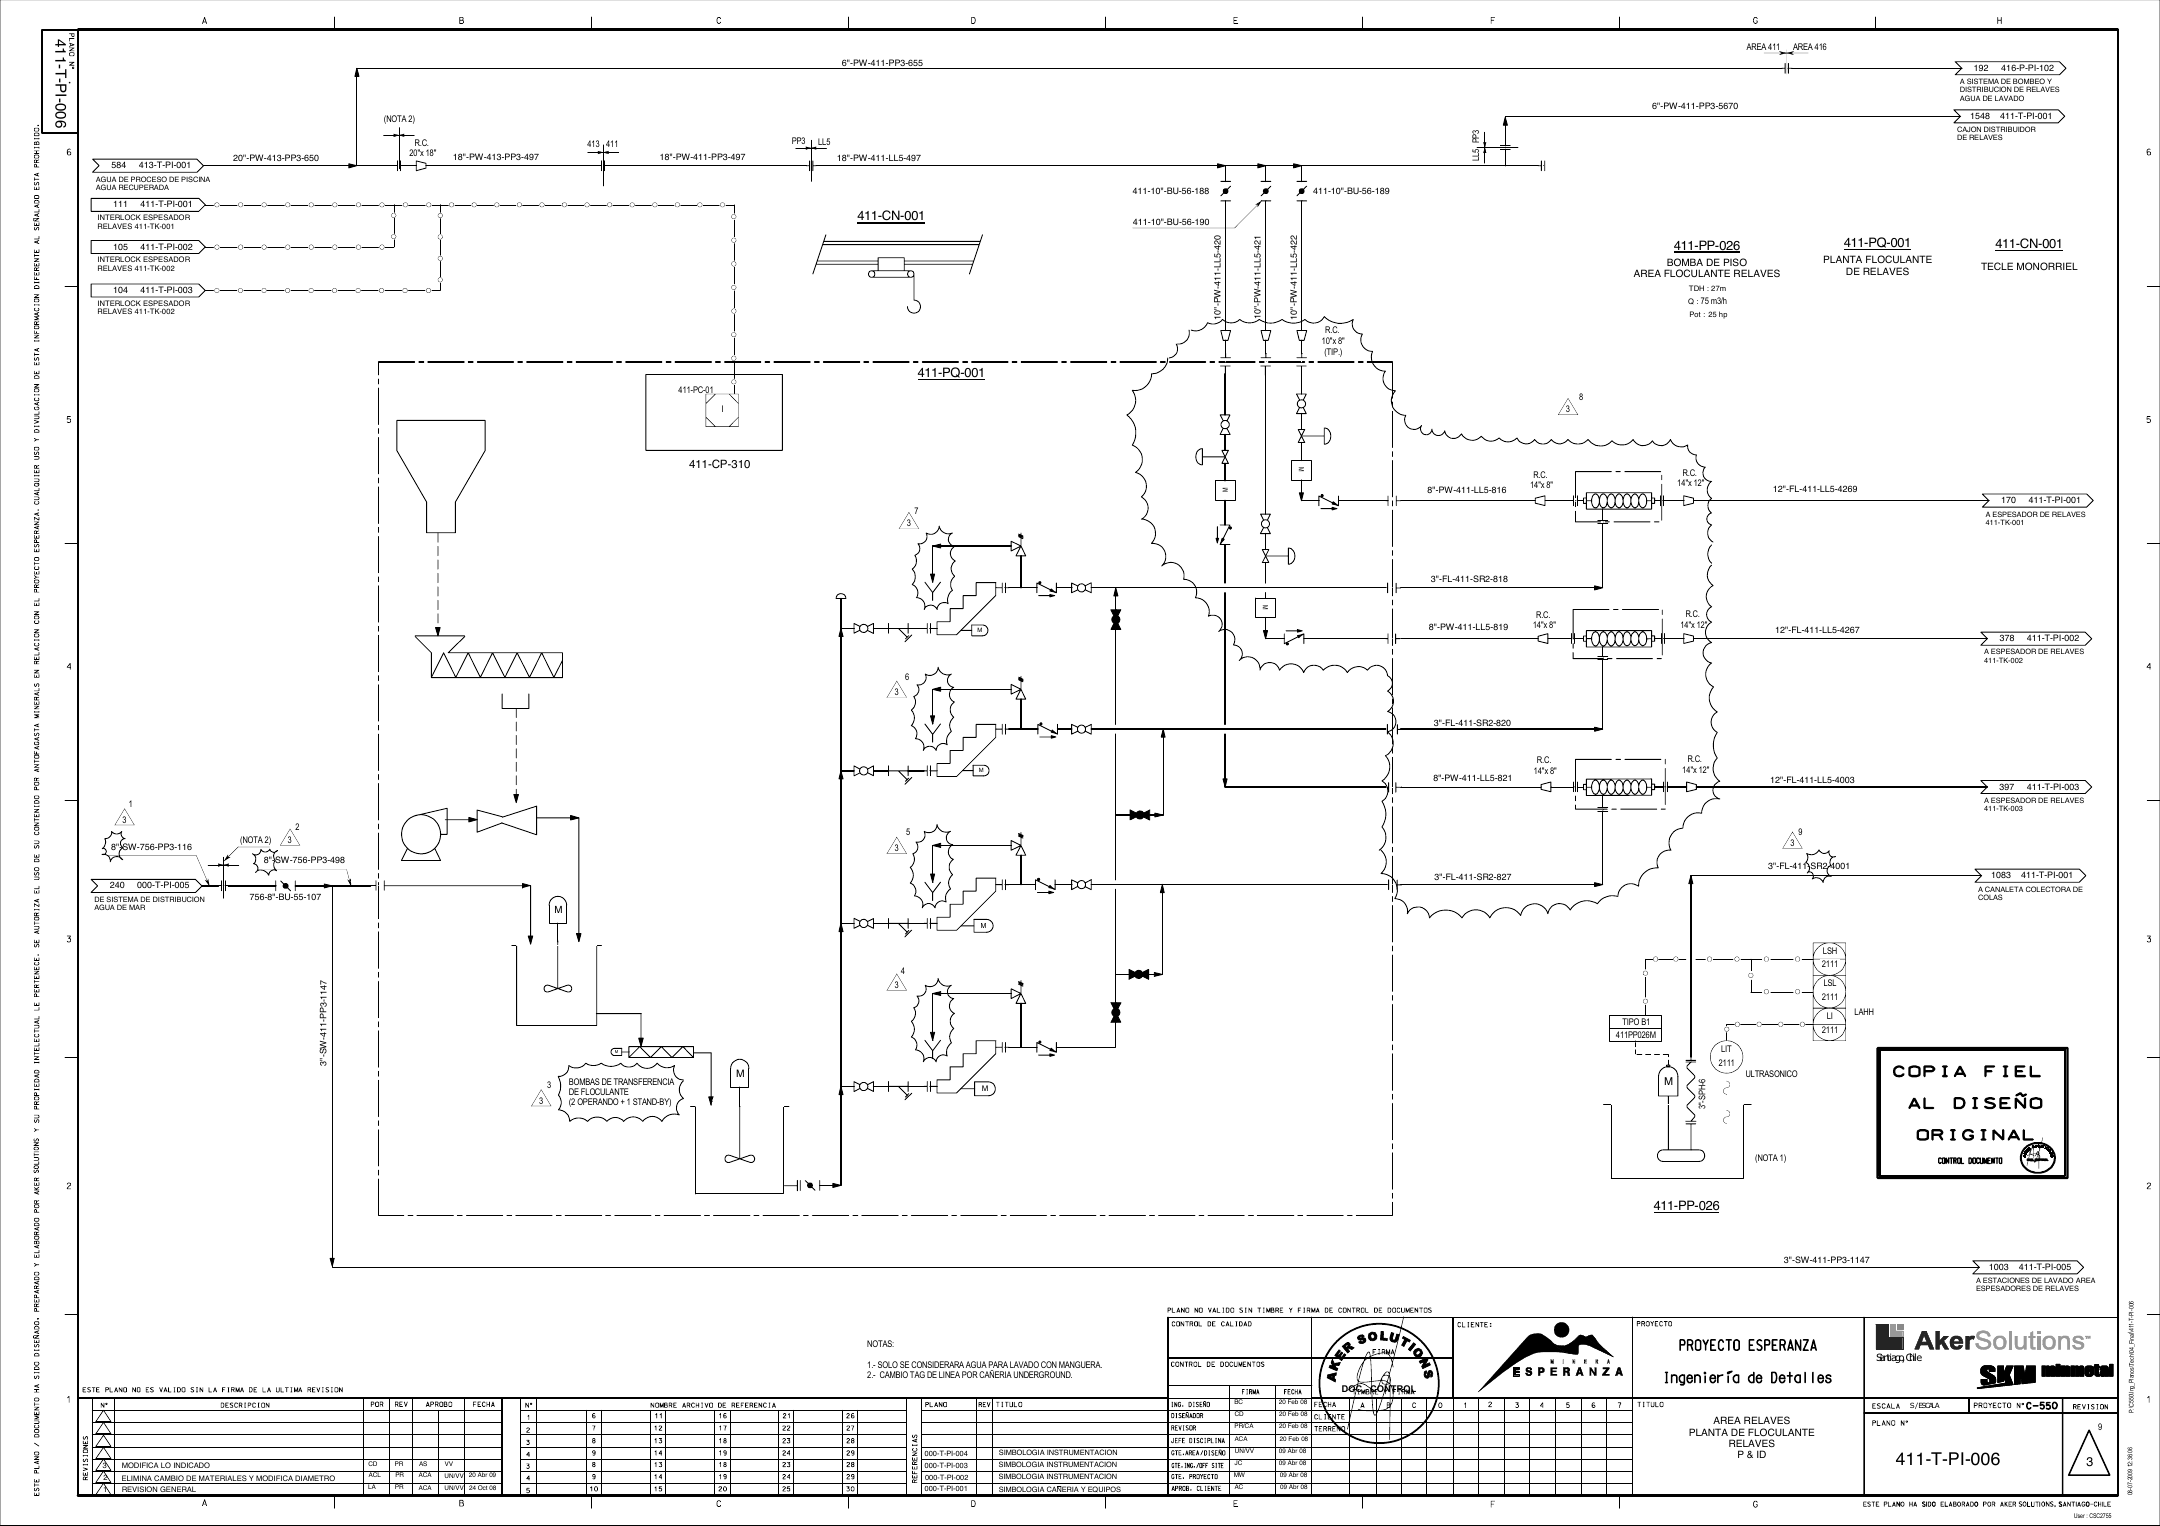 A B C D E F G H
PLANO N°
411-T-PI-006
6"-PW-411-PP3-655
AREA 411 AREA 416
192 416-P-PI-102
A SISTEMA DE BOMBEO Y
DISTRIBUCION DE RELAVES
AGUA DE LAVADO
6"-PW-411-PP3-5670
1548 411-T-PI-001
CAJON DISTRIBUIDOR
DE RELAVES
(NOTA 2)
R.C.
20"x 18"
584 413-T-PI-001
AGUA DE PROCESO DE PISCINA
AGUA RECUPERADA
20"-PW-413-PP3-650
18"-PW-413-PP3-497
413 411
18"-PW-411-PP3-497
PP3 LL5
18"-PW-411-LL5-497
LL5 PP3
111 411-T-PI-001
INTERLOCK ESPESADOR
RELAVES 411-TK-001
105 411-T-PI-002
INTERLOCK ESPESADOR
RELAVES 411-TK-002
104 411-T-PI-003
INTERLOCK ESPESADOR
RELAVES 411-TK-002
411-CN-001
411-10"-BU-56-188
411-10"-BU-56-189
411-10"-BU-56-190
10"-PW-411-LL5-420
10"-PW-411-LL5-421
10"-PW-411-LL5-422
R.C.
10"x 8"
(TIP.)
411-PP-026
BOMBA DE PISO
AREA FLOCULANTE RELAVES
TDH : 27m
Q : 75 m3/h
Pot : 25 hp
411-PQ-001
PLANTA FLOCULANTE
DE RELAVES
411-CN-001
TECLE MONORRIEL
411-PQ-001
411-PC-01
I
411-CP-310
8
3
M
M
M
8"-PW-411-LL5-816
R.C.
14"x 8"
R.C.
14"x 12"
12"-FL-411-LL5-4269
170 411-T-PI-001
A ESPESADOR DE RELAVES
411-TK-001
7
3
M
3"-FL-411-SR2-818
8"-PW-411-LL5-819
R.C.
14"x 8"
R.C.
14"x 12"
12"-FL-411-LL5-4267
378 411-T-PI-002
A ESPESADOR DE RELAVES
411-TK-002
6
3
M
3"-FL-411-SR2-820
8"-PW-411-LL5-821
R.C.
14"x 8"
R.C.
14"x 12"
12"-FL-411-LL5-4003
397 411-T-PI-003
A ESPESADOR DE RELAVES
411-TK-003
1
3
8"-SW-756-PP3-116
(NOTA 2)
2
3
8"-SW-756-PP3-498
240 000-T-PI-005
DE SISTEMA DE DISTRIBUCION
AGUA DE MAR
756-8"-BU-55-107
5
3
M
3"-FL-411-SR2-827
9
3
3"-FL-411-SR2-4001
1083 411-T-PI-001
A CANALETA COLECTORA DE
COLAS
M
3"-SW-411-PP3-1147
4
3
M
LSH
2111
LSL
2111
LI
2111
LAHH
TIPO B1
411PP026M
LIT
2111
ULTRASONICO
M
3"-SPH-6
(NOTA 1)
411-PP-026
M
3
3
BOMBAS DE TRANSFERENCIA
DE FLOCULANTE
(2 OPERANDO + 1 STAND-BY)
M
COPIA FIEL
AL DISEÑO
ORIGINAL
CONTROL DOCUMENTO
3"-SW-411-PP3-1147
1003 411-T-PI-005
A ESTACIONES DE LAVADO AREA
ESPESADORES DE RELAVES
NOTAS:
1.- SOLO SE CONSIDERARA AGUA PARA LAVADO CON MANGUERA.
2.- CAMBIO TAG DE LINEA POR CAÑERIA UNDERGROUND.
ESTE PLANO / DOCUMENTO HA SIDO DISEÑADO, PREPARADO Y ELABORADO POR AKER SOLUTIONS Y SU PROPIEDAD INTELECTUAL LE PERTENECE. SE AUTORIZA EL USO DE SU CONTENIDO POR ANTOFAGASTA MINERALS EN RELACION CON EL PROYECTO ESPERANZA. CUALQUIER USO Y DIVULGACION DE ESTA INFORMACION DIFERENTE AL SEÑALADO ESTA PROHIBIDO.
6 5 4 3 2 1
6 5 4 3 2 1
ESTE PLANO NO ES VALIDO SIN LA FIRMA DE LA ULTIMA REVISION
REVISIONES
N° DESCRIPCION POR REV APROBO FECHA
3 MODIFICA LO INDICADO CD PR AS VV
2 ELIMINA CAMBIO DE MATERIALES Y MODIFICA DIAMETRO ACL PR ACA UN/VV 20 Abr 09
1 REVISION GENERAL LA PR ACA UN/VV 24 Oct 08
N° NOMBRE ARCHIVO DE REFERENCIA
1 6 11 16 21 26
2 7 12 17 22 27
3 8 13 18 23 28
4 9 14 19 24 29
3 8 13 18 23 28
4 9 14 19 24 29
5 10 15 20 25 30
REFERENCIAS
PLANO REV TITULO
000-T-PI-004 SIMBOLOGIA INSTRUMENTACION
000-T-PI-003 SIMBOLOGIA INSTRUMENTACION
000-T-PI-002 SIMBOLOGIA INSTRUMENTACION
000-T-PI-001 SIMBOLOGIA CAÑERIA Y EQUIPOS
PLANO NO VALIDO SIN TIMBRE Y FIRMA DE CONTROL DE DOCUMENTOS
CONTROL DE CALIDAD
FIRMA
CONTROL DE DOCUMENTOS
AKER SOLUTIONS
DOC. CONTROL
FIRMA FECHA
ING. DISEÑO BC 20 Feb 08
DISEÑADOR CD 20 Feb 08
REVISOR PR/CA 20 Feb 08
JEFE DISCIPLINA ACA 20 Feb 08
GTE.AREA/DISEÑO UN/VV 09 Abr 08
GTE.ING./OFF SITE JC 09 Abr 08
GTE. PROYECTO MW 09 Abr 08
APROB. CLIENTE AC 09 Abr 08
FECHA A B C 0 1 2 3 4 5 6 7
CLIENTE
TERRENO
CLIENTE:
MINERA
ESPERANZA
PROYECTO
PROYECTO ESPERANZA
Ingeniería de Detalles
TITULO
AREA RELAVES
PLANTA DE FLOCULANTE
RELAVES
P & ID
AkerSolutions™
Santiago, Chile
SKM minmetal
ESCALA S/ESCALA
PROYECTO N° C-550
REVISION
PLANO N°
411-T-PI-006
9
3
A B C D E F G
ESTE PLANO HA SIDO ELABORADO POR AKER SOLUTIONS. SANTIAGO-CHILE
User : CSC2755